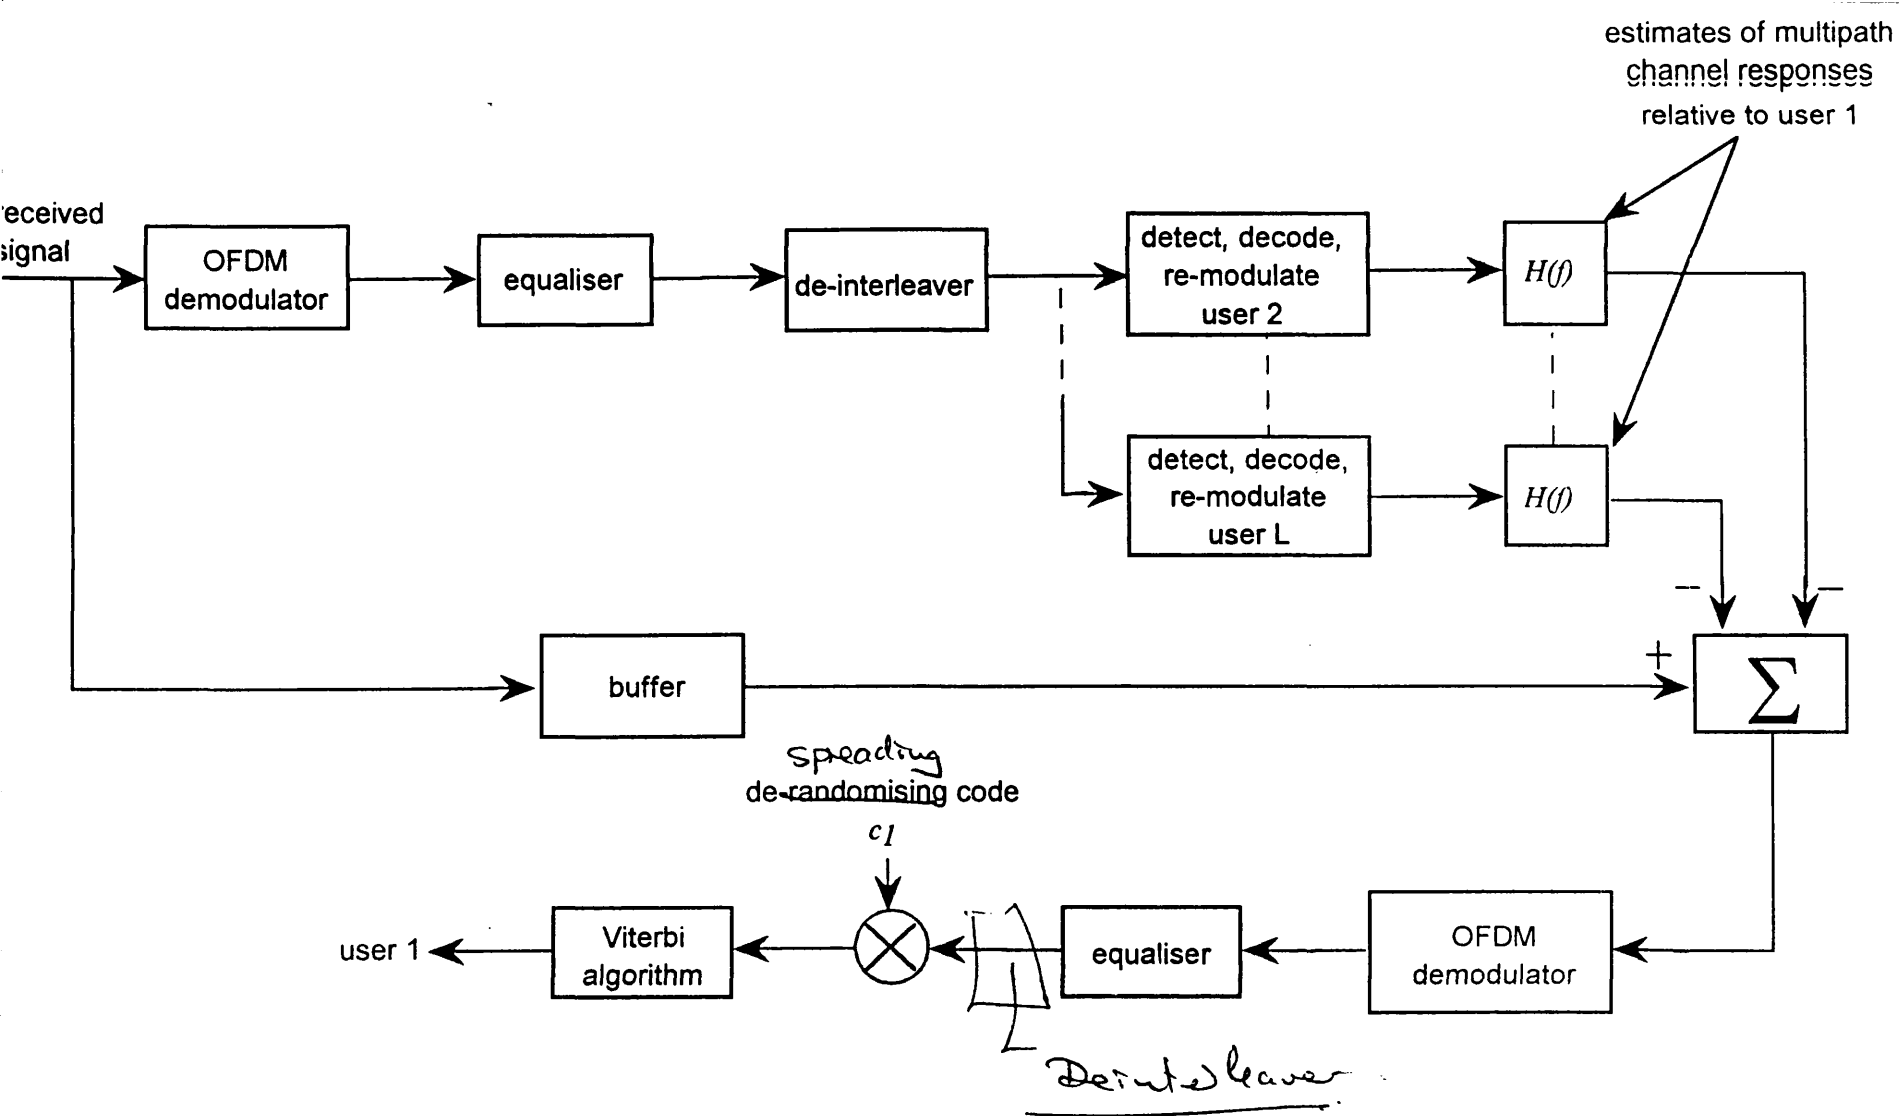 estimates of multipath
channel responses
relative to user 1
received
signal
OFDM
demodulator
equaliser
de-interleaver
detect, decode,
re-modulate
user 2
H(f)
detect, decode,
re-modulate
user L
H(f)
– –
+
buffer
Σ
spreading
de-randomising code
c1
user 1
Viterbi
algorithm
equaliser
OFDM
demodulator
Deinterleaver